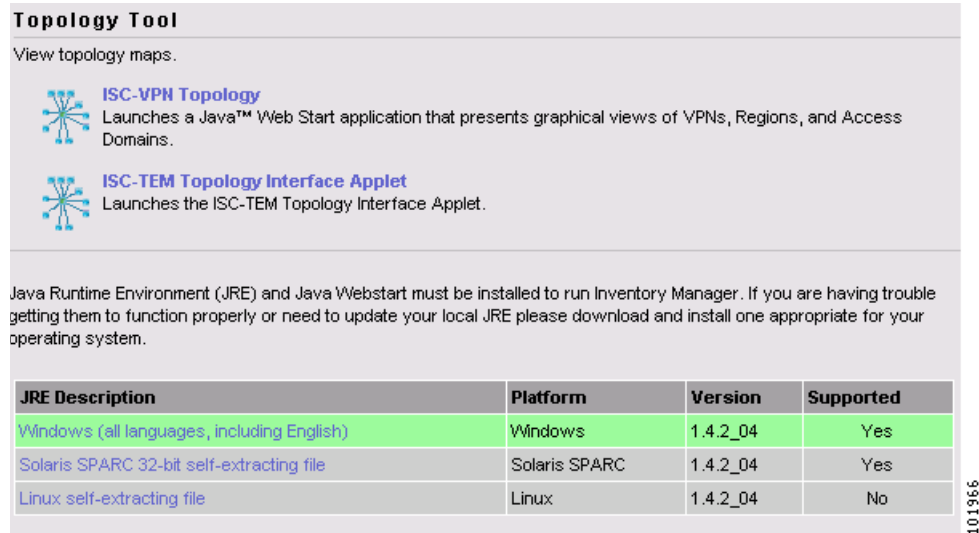 Topology Tool
View topology maps.
ISC-VPN Topology
Launches a Java™ Web Start application that presents graphical views of VPNs, Regions, and Access
Domains.
ISC-TEM Topology Interface Applet
Launches the ISC-TEM Topology Interface Applet.
Java Runtime Environment (JRE) and Java Webstart must be installed to run Inventory Manager. If you are having trouble
getting them to function properly or need to update your local JRE please download and install one appropriate for your
operating system.
JRE Description Platform Version Supported
Windows (all languages, including English) Windows 1.4.2_04 Yes
Solaris SPARC 32-bit self-extracting file Solaris SPARC 1.4.2_04 Yes
Linux self-extracting file Linux 1.4.2_04 No
101966